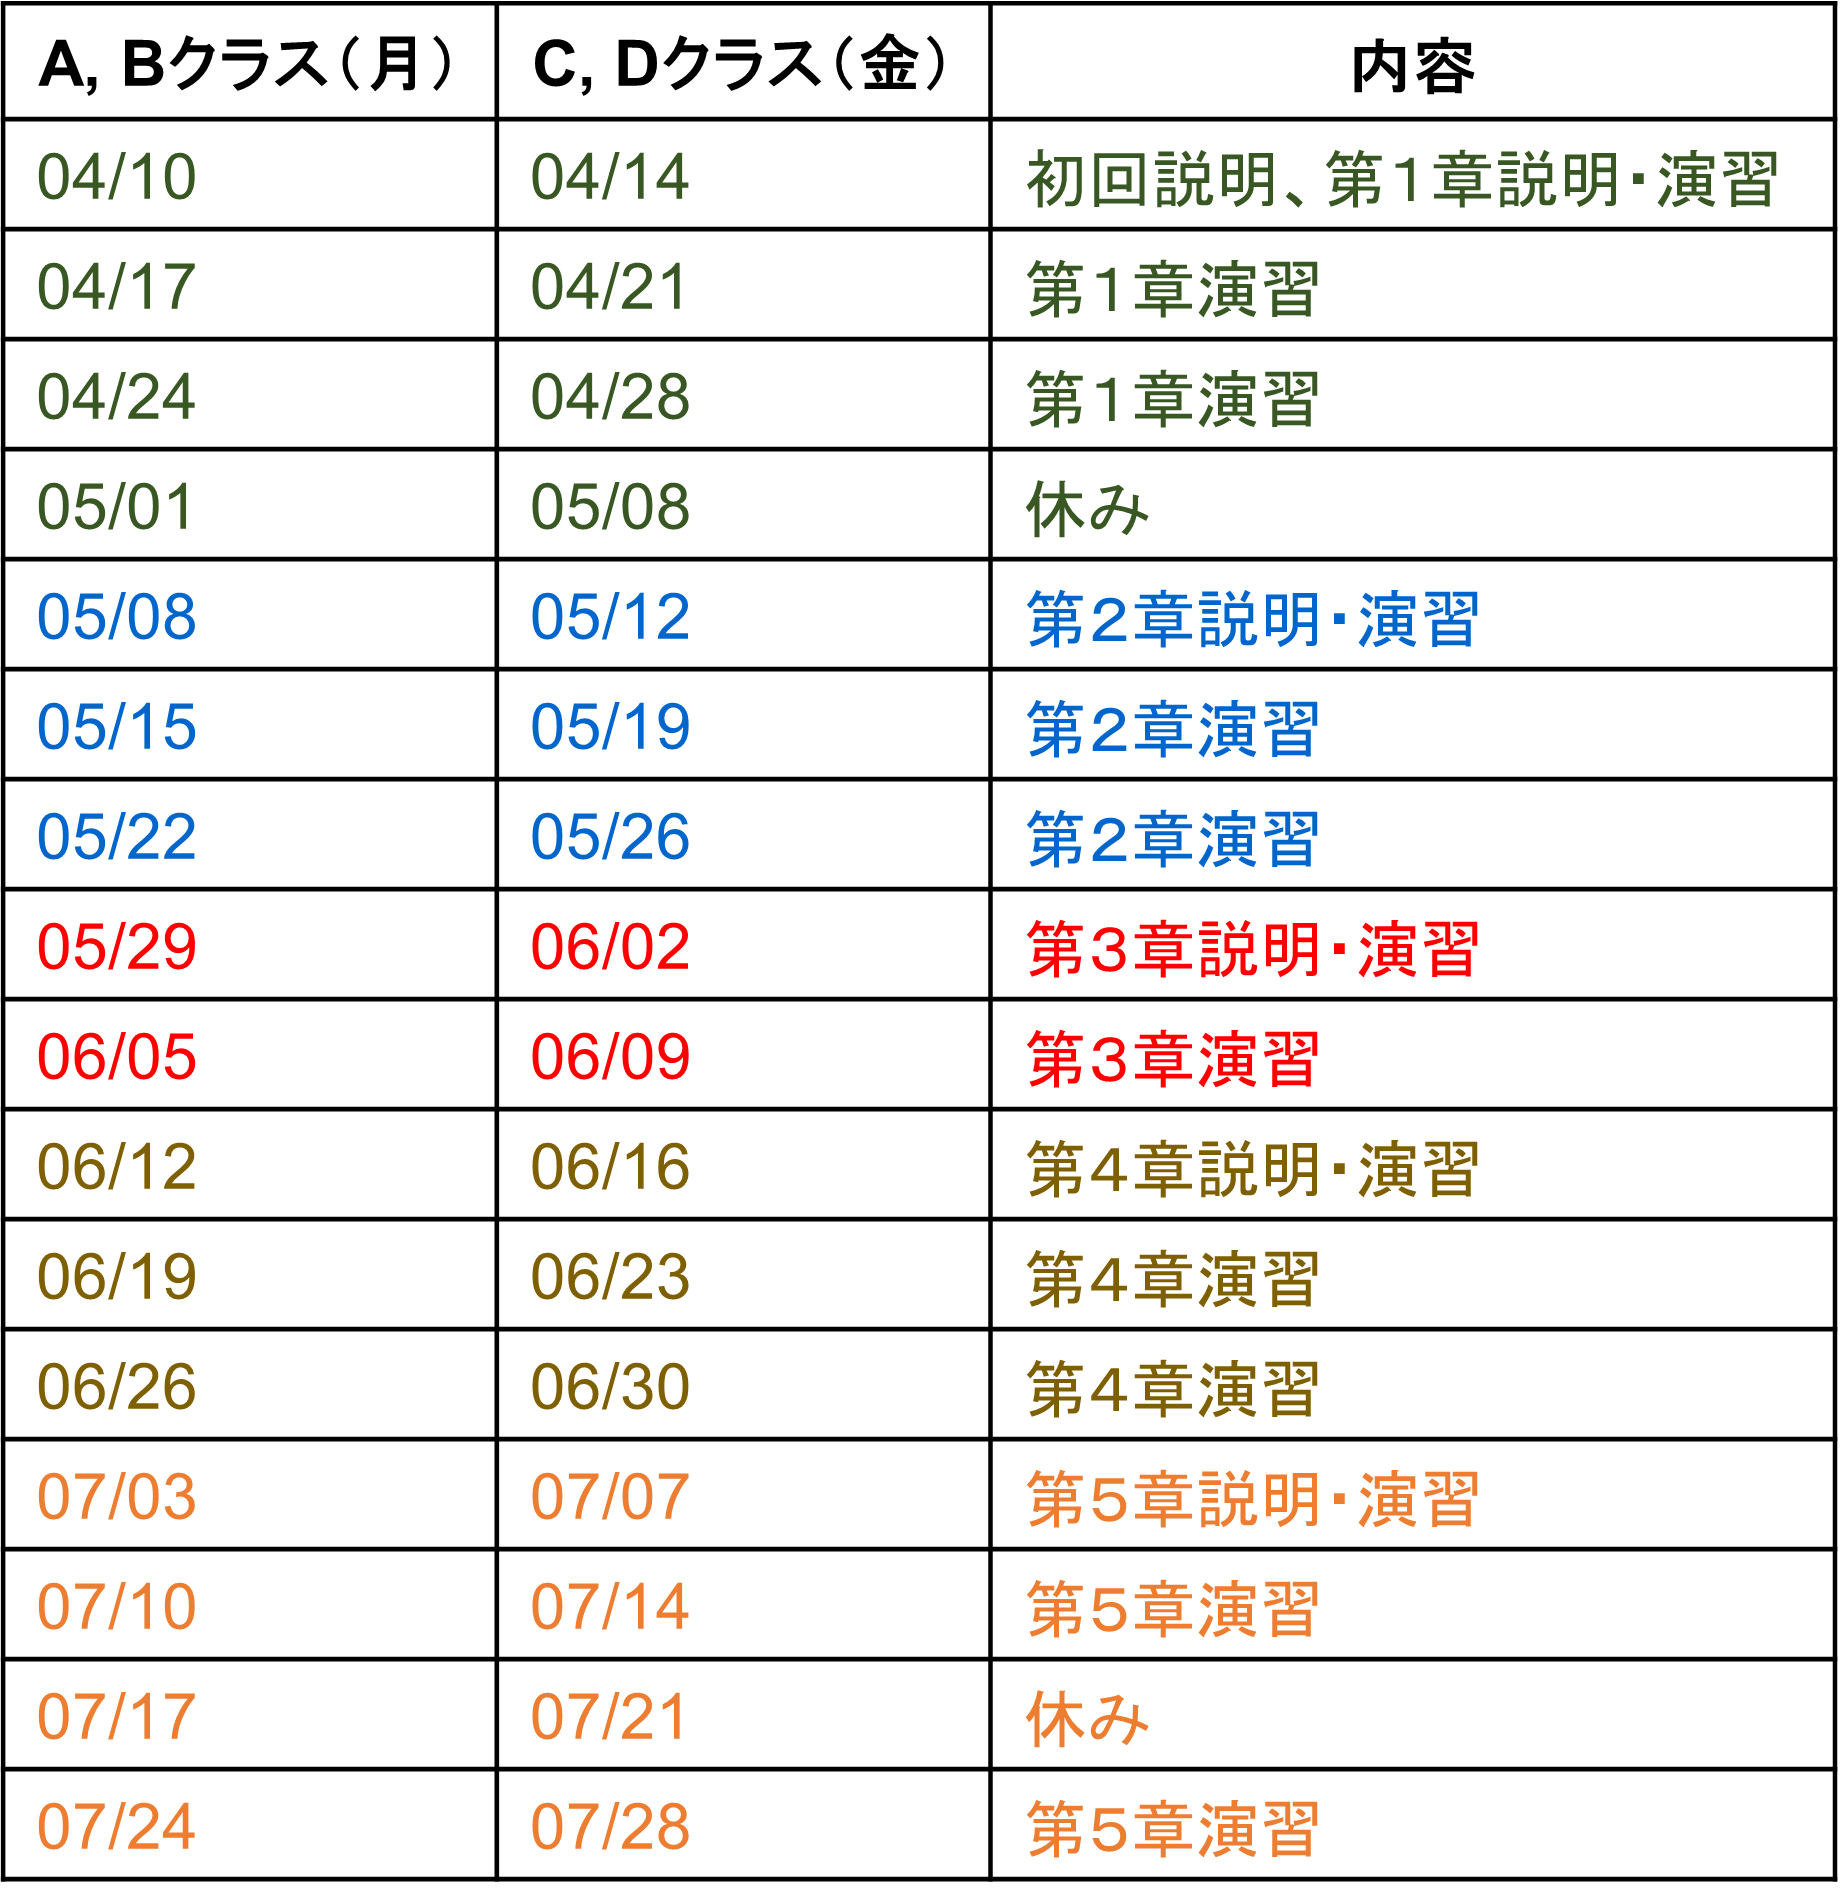 A, Bクラス（月） C, Dクラス（金） 内容
04/10 04/14 初回説明、第１章説明・演習
04/17 04/21 第１章演習
04/24 04/28 第１章演習
05/01 05/08 休み
05/08 05/12 第２章説明・演習
05/15 05/19 第２章演習
05/22 05/26 第２章演習
05/29 06/02 第３章説明・演習
06/05 06/09 第３章演習
06/12 06/16 第４章説明・演習
06/19 06/23 第４章演習
06/26 06/30 第４章演習
07/03 07/07 第５章説明・演習
07/10 07/14 第５章演習
07/17 07/21 休み
07/24 07/28 第５章演習